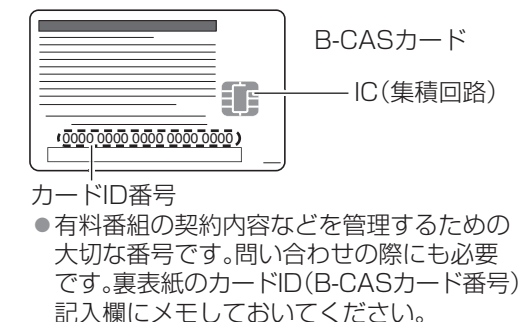 B-CASカード
IC（集積回路）
0000 0000 0000 0000 0000
カードID番号
●有料番組の契約内容などを管理するための
大切な番号です。問い合わせの際にも必要
です。裏表紙のカードID（B-CASカード番号）
記入欄にメモしておいてください。